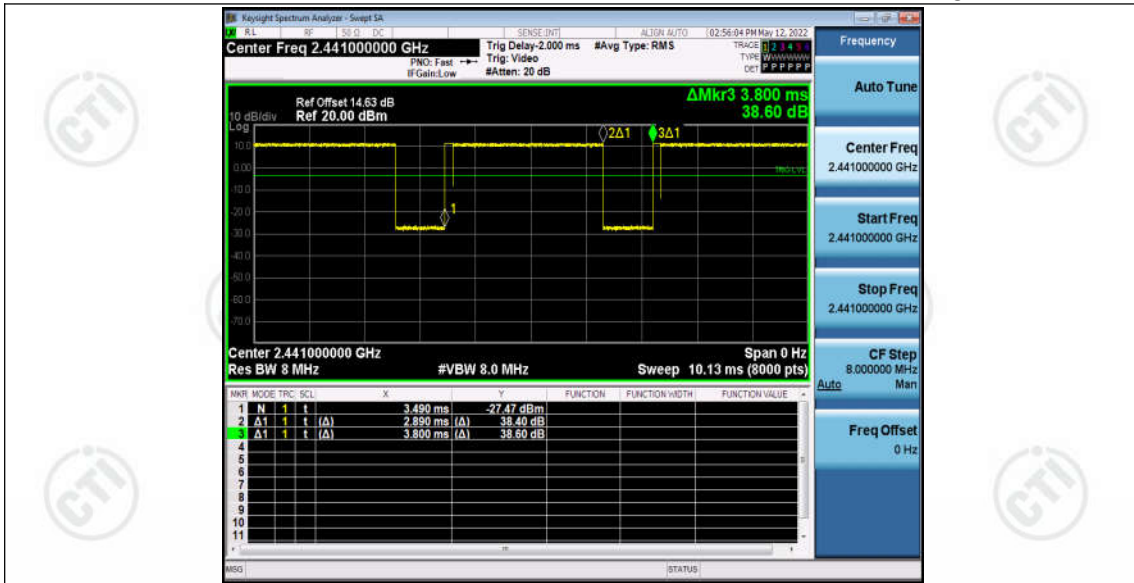 Keysight Spectrum Analyzer - Swept SA
RL RF 50 Ω DC SENSE:INT ALIGN AUTO 02:56:04 PM May 12, 2022
Center Freq 2.441000000 GHz
PNO: Fast
IFGain:Low
Trig Delay-2.000 ms
Trig: Video
#Atten: 20 dB
#Avg Type: RMS
TRACE 1 2 3 4 5 6
TYPE WWWWWW
DET P P P P P P
Ref Offset 14.63 dB
10 dB/div Ref 20.00 dBm
Log
ΔMkr3 3.800 ms
38.60 dB
2Δ1 3Δ1
10.0
0.00
TRIG LVL
-10.0
-20.0
1
-30.0
-40.0
-50.0
-60.0
-70.0
Center 2.441000000 GHz Span 0 Hz
Res BW 8 MHz #VBW 8.0 MHz Sweep 10.13 ms (8000 pts)
MKR MODE TRC SCL X Y FUNCTION FUNCTION WIDTH FUNCTION VALUE
1 N 1 t 3.490 ms -27.47 dBm
2 Δ1 1 t (Δ) 2.890 ms (Δ) 38.40 dB
3 Δ1 1 t (Δ) 3.800 ms (Δ) 38.60 dB
4
5
6
7
8
9
10
11
MSG STATUS
Frequency
Auto Tune
Center Freq
2.441000000 GHz
Start Freq
2.441000000 GHz
Stop Freq
2.441000000 GHz
CF Step
8.000000 MHz
Auto Man
Freq Offset
0 Hz
CTI
CTI
CTI
CTI